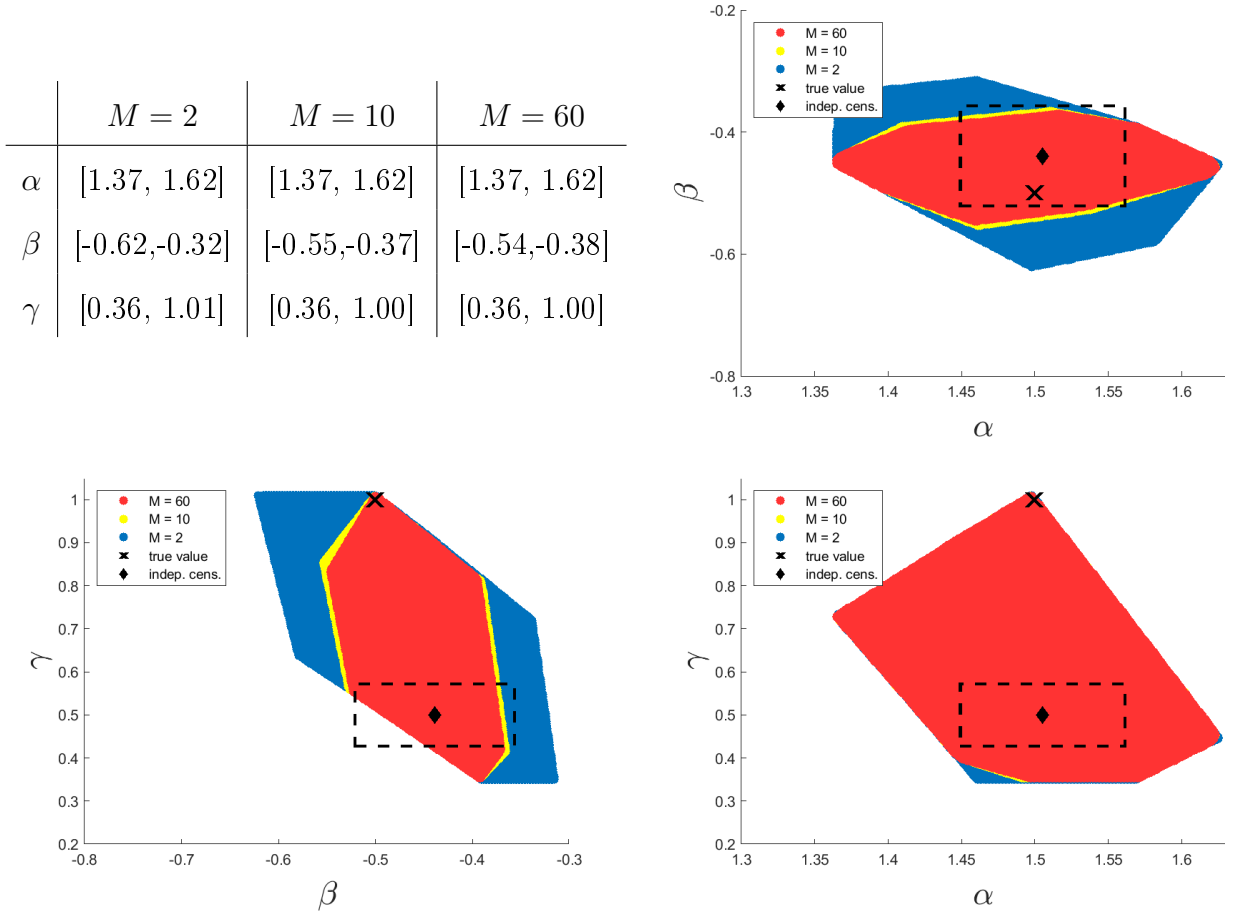 M = 2 M = 10 M = 60
α [1.37, 1.62] [1.37, 1.62] [1.37, 1.62]
β [-0.62,-0.32] [-0.55,-0.37] [-0.54,-0.38]
γ [0.36, 1.01] [0.36, 1.00] [0.36, 1.00]
-0.2
M = 60
M = 10
M = 2
true value
indep. cens.
-0.4
β
-0.6
-0.8
1.3 1.35 1.4 1.45 1.5 1.55 1.6
α
1
M = 60
M = 10
M = 2
true value
indep. cens.
0.9
0.8
0.7
γ
0.6
0.5
0.4
0.3
0.2
-0.8 -0.7 -0.6 -0.5 -0.4 -0.3
β
1
M = 60
M = 10
M = 2
true value
indep. cens.
0.9
0.8
0.7
γ
0.6
0.5
0.4
0.3
0.2
1.3 1.35 1.4 1.45 1.5 1.55 1.6
α